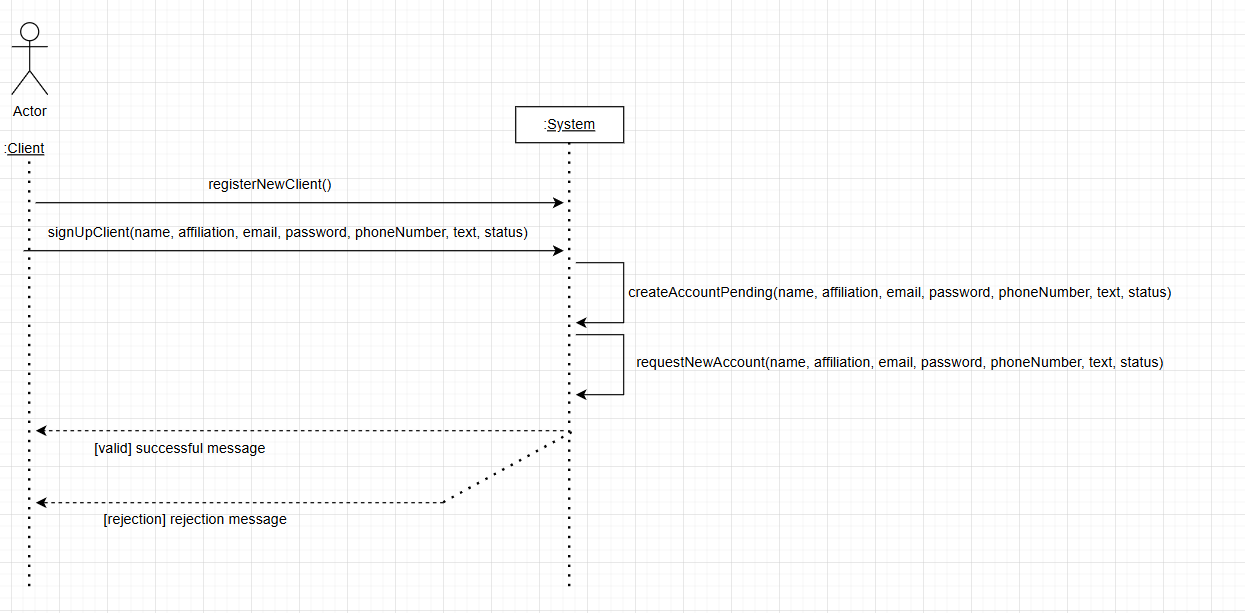 Actor
:System
:Client
registerNewClient()
signUpClient(name, affiliation, email, password, phoneNumber, text, status)
createAccountPending(name, affiliation, email, password, phoneNumber, text, status)
requestNewAccount(name, affiliation, email, password, phoneNumber, text, status)
[valid] successful message
[rejection] rejection message